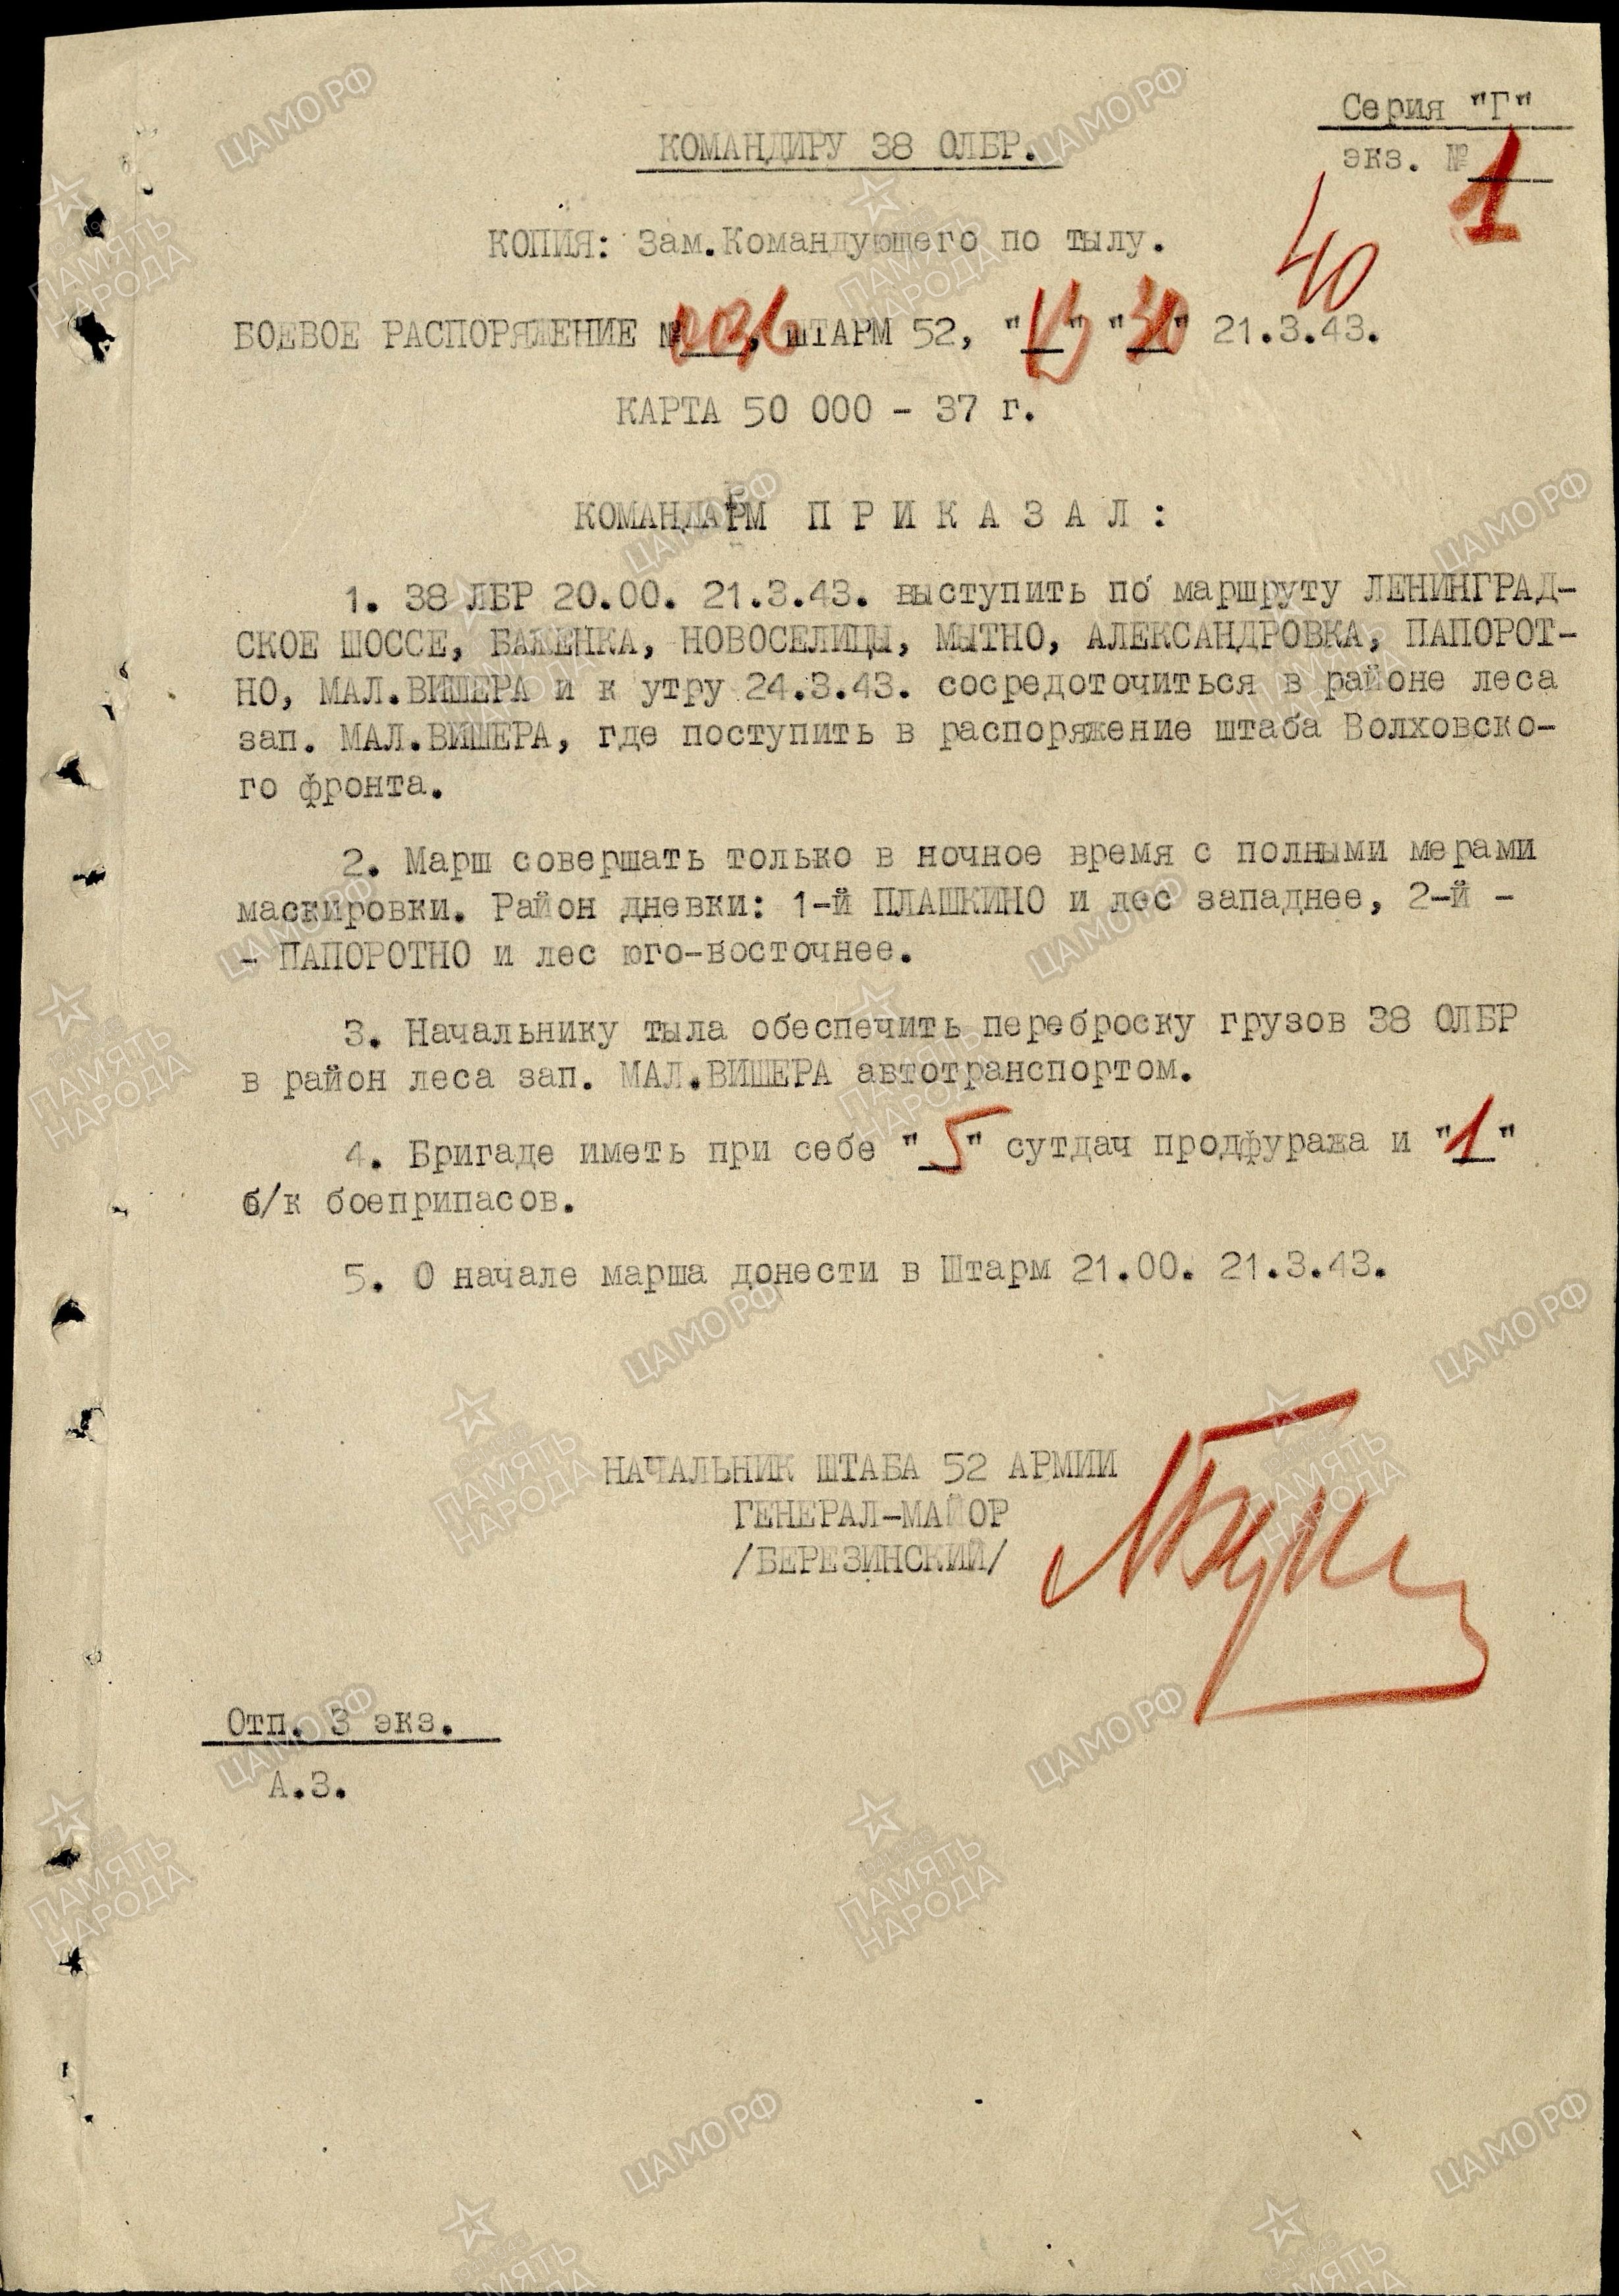 Серия "Г"
КОМАНДИРУ 38 ОЛБР.
экз. № 1
40
КОПИЯ: Зам.Командующего по тылу.
БОЕВОЕ РАСПОРЯЖЕНИЕ № , ШТАРМ 52, " " "30" 21.3.43.
КАРТА 50 000 - 37 г.
КОМАНДАРМ П Р И К А З А Л :
1. 38 ЛБР 20.00. 21.3.43. выступить по маршруту ЛЕНИНГРАД-
СКОЕ ШОССЕ, БАЖЕНКА, НОВОСЕЛИЦЫ, МЫТНО, АЛЕКСАНДРОВКА, ПАПОРОТ-
НО, МАЛ.ВИШЕРА и к утру 24.3.43. сосредоточиться в районе леса
зап. МАЛ.ВИШЕРА, где поступить в распоряжение штаба Волховско-
го фронта.
2. Марш совершать только в ночное время с полными мерами
маскировки. Район дневки: 1-й ПЛАШКИНО и лес западнее, 2-й -
- ПАПОРОТНО и лес юго-восточнее.
3. Начальнику тыла обеспечить переброску грузов 38 ОЛБР
в район леса зап. МАЛ.ВИШЕРА автотранспортом.
4. Бригаде иметь при себе "5" сутдач продфуража и "1"
б/к боеприпасов.
5. О начале марша донести в Штарм 21.00. 21.3.43.
НАЧАЛЬНИК ШТАБА 52 АРМИИ
ГЕНЕРАЛ-МАЙОР
/БЕРЕЗИНСКИЙ/
Отп. 3 экз.
А.З.
ЦАМО.РФ
ПАМЯТЬ
НАРОДА